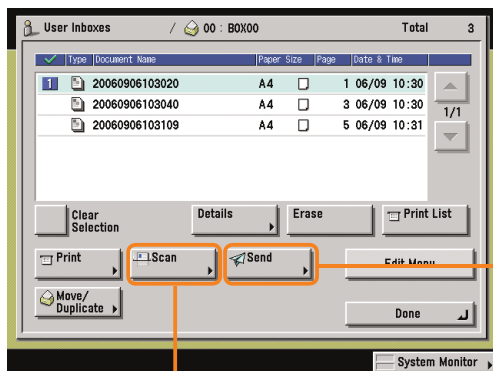 User Inboxes / 00 : BOX00 Total 3
Type Document Name Paper Size Page Date & Time
1 20060906103020 A4 1 06/09 10:30
20060906103040 A4 3 06/09 10:30
20060906103109 A4 5 06/09 10:31
1/1
Clear Selection Details Erase Print List
Print Scan Send Edit Menu
Move/ Duplicate Done
System Monitor